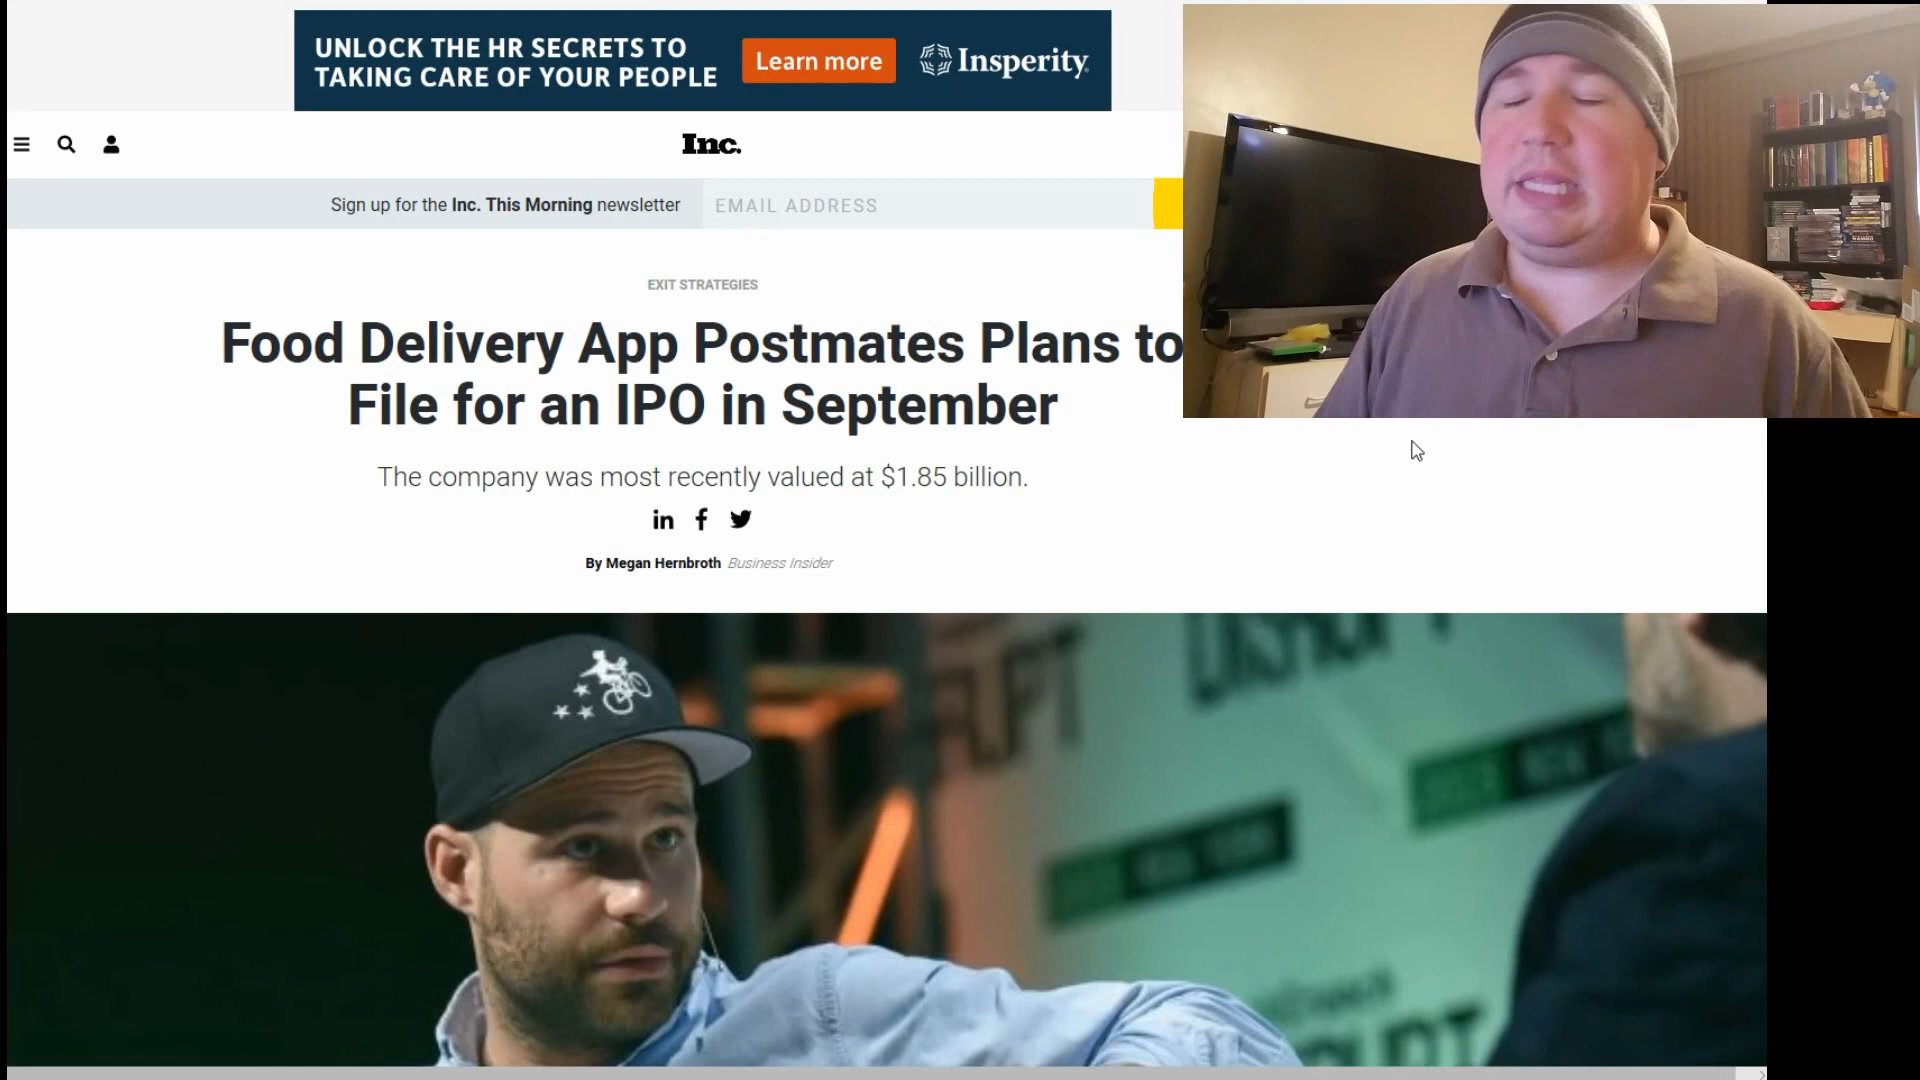 UNLOCK THE HR SECRETS TO
TAKING CARE OF YOUR PEOPLE
Learn more
Insperity
Inc.
Sign up for the Inc. This Morning newsletter
EMAIL ADDRESS
EXIT STRATEGIES
Food Delivery App Postmates Plans to
File for an IPO in September
The company was most recently valued at $1.85 billion.
in f
By Megan Hernbroth Business Insider
DISRUPT